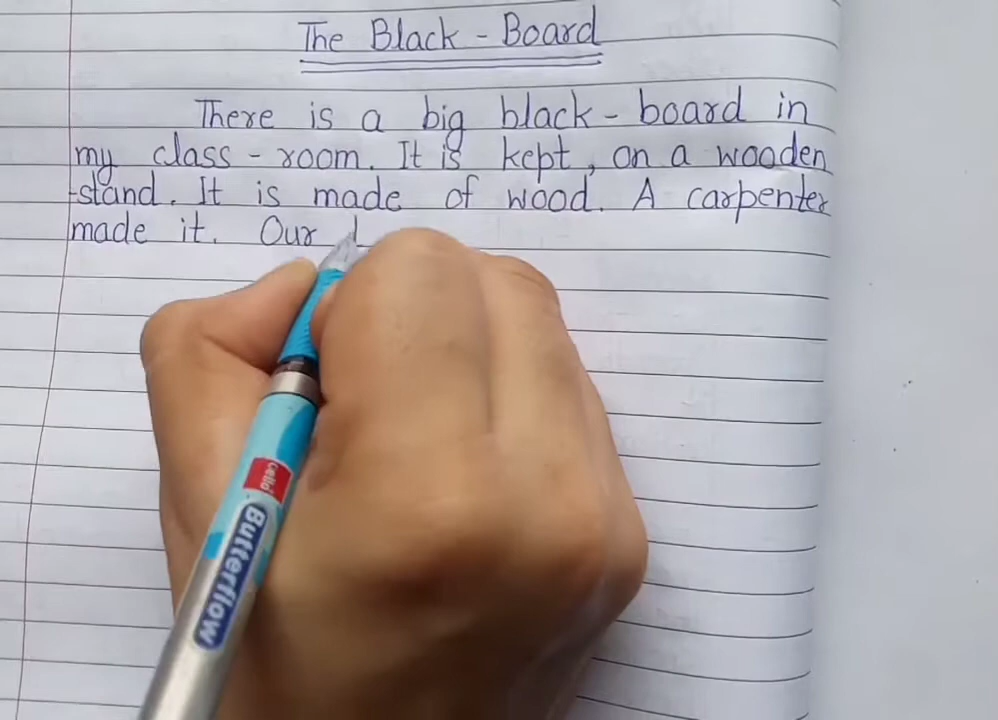 The Black - Board
There is a big black - board in
my class - room. It is kept, on a wooden
stand. It is made of wood. A carpenter
made it. Our
cello
Butterflow